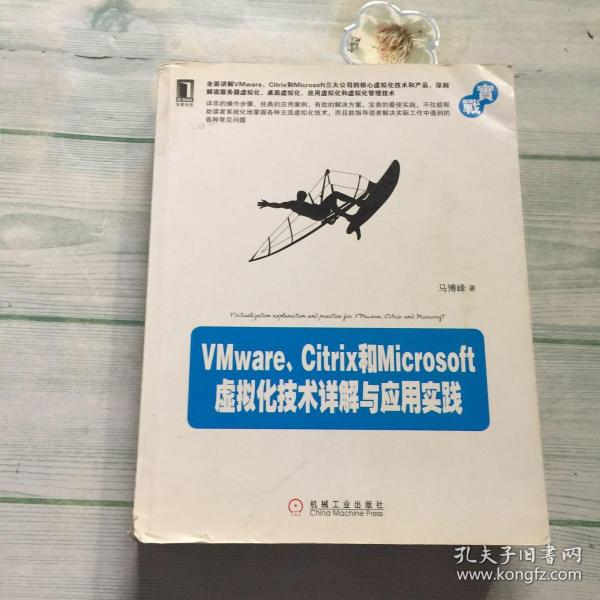 华章科技
全面讲解VMware、Citrix和Microsoft三大公司的核心虚拟化技术和产品，深刻
解读服务器虚拟化、桌面虚拟化、应用虚拟化和虚拟化管理技术
详尽的操作步骤、经典的应用案例、有效的解决方案、宝贵的最佳实战，不仅能帮
助读者系统化地掌握各种主流虚拟化技术，而且能指导读者解决实际工作中遇到的
各种常见问题
實戰
马博峰 著
Virtualization explanation and practice for VMware, Citrix and Microsoft
VMware、Citrix和Microsoft
虚拟化技术详解与应用实践
机械工业出版社
China Machine Press
孔夫子旧书网
www.kongfz.com